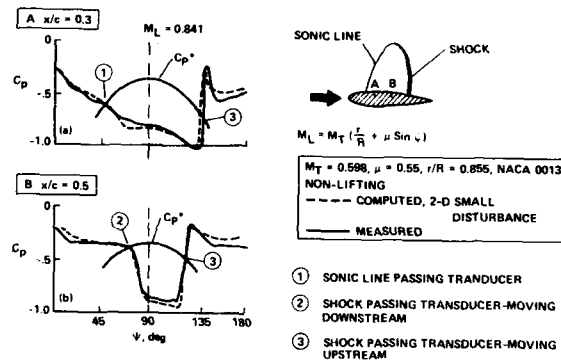 A x/c = 0.3
M_L = 0.841
0
-.5
-1.0
C_p
C_P*
1
3
(a)
B x/c = 0.5
0
-.5
-1.0
C_p
C_P*
2
3
(b)
45 90 135 180
Ψ, deg
SONIC LINE
SHOCK
A B
M_L = M_T (r/R + μ Sin ψ)
M_T = 0.598, μ = 0.55, r/R = 0.855, NACA 0013
NON-LIFTING
--- COMPUTED, 2-D SMALL
DISTURBANCE
— MEASURED
1 SONIC LINE PASSING TRANDUCER
2 SHOCK PASSING TRANSDUCER-MOVING
DOWNSTREAM
3 SHOCK PASSING TRANSDUCER-MOVING
UPSTREAM